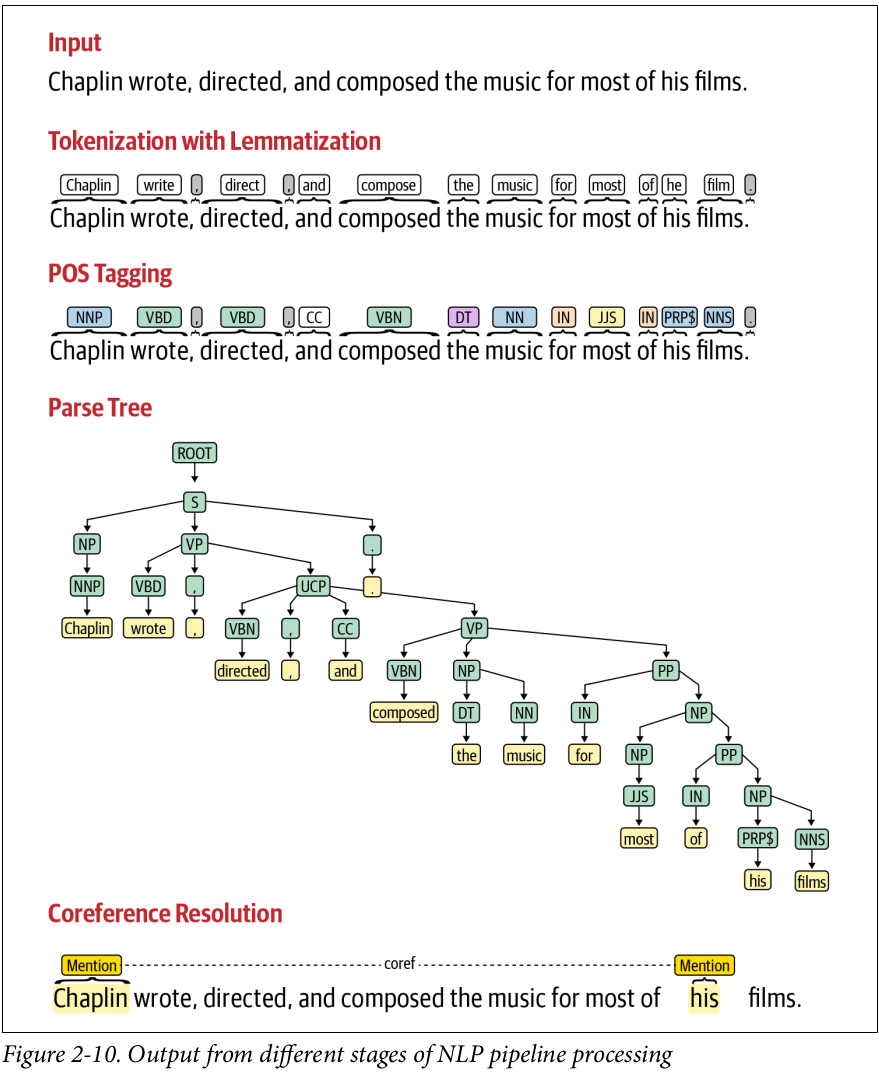 Input
Chaplin wrote, directed, and composed the music for most of his films.
Tokenization with Lemmatization
Chaplin write , direct , and compose the music for most of he film .
Chaplin wrote, directed, and composed the music for most of his films.
POS Tagging
NNP VBD , VBD , CC VBN DT NN IN JJS IN PRP$ NNS .
Chaplin wrote, directed, and composed the music for most of his films.
Parse Tree
ROOT
S
NP VP .
NNP VBD , UCP .
Chaplin wrote , VBN , CC VP
directed , and VBN NP PP
composed DT NN IN NP
the music for NP PP
JJS IN NP
most of PRP$ NNS
his films
Coreference Resolution
Mention coref Mention
Chaplin wrote, directed, and composed the music for most of his films.
Figure 2-10. Output from different stages of NLP pipeline processing